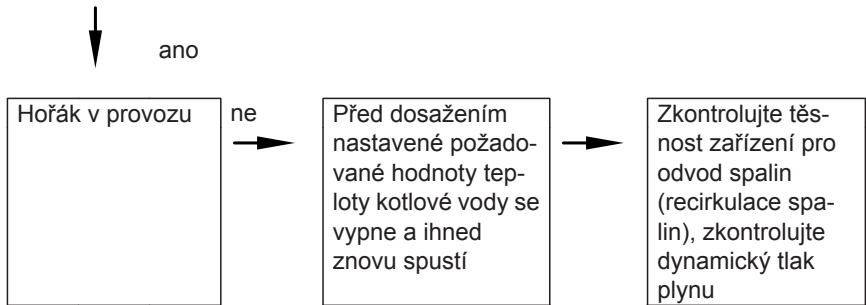 ano
Hořák v provozu
ne
Před dosažením
nastavené požado-
vané hodnoty tep-
loty kotlové vody se
vypne a ihned
znovu spustí
Zkontrolujte těs-
nost zařízení pro
odvod spalin
(recirkulace spa-
lin), zkontrolujte
dynamický tlak
plynu